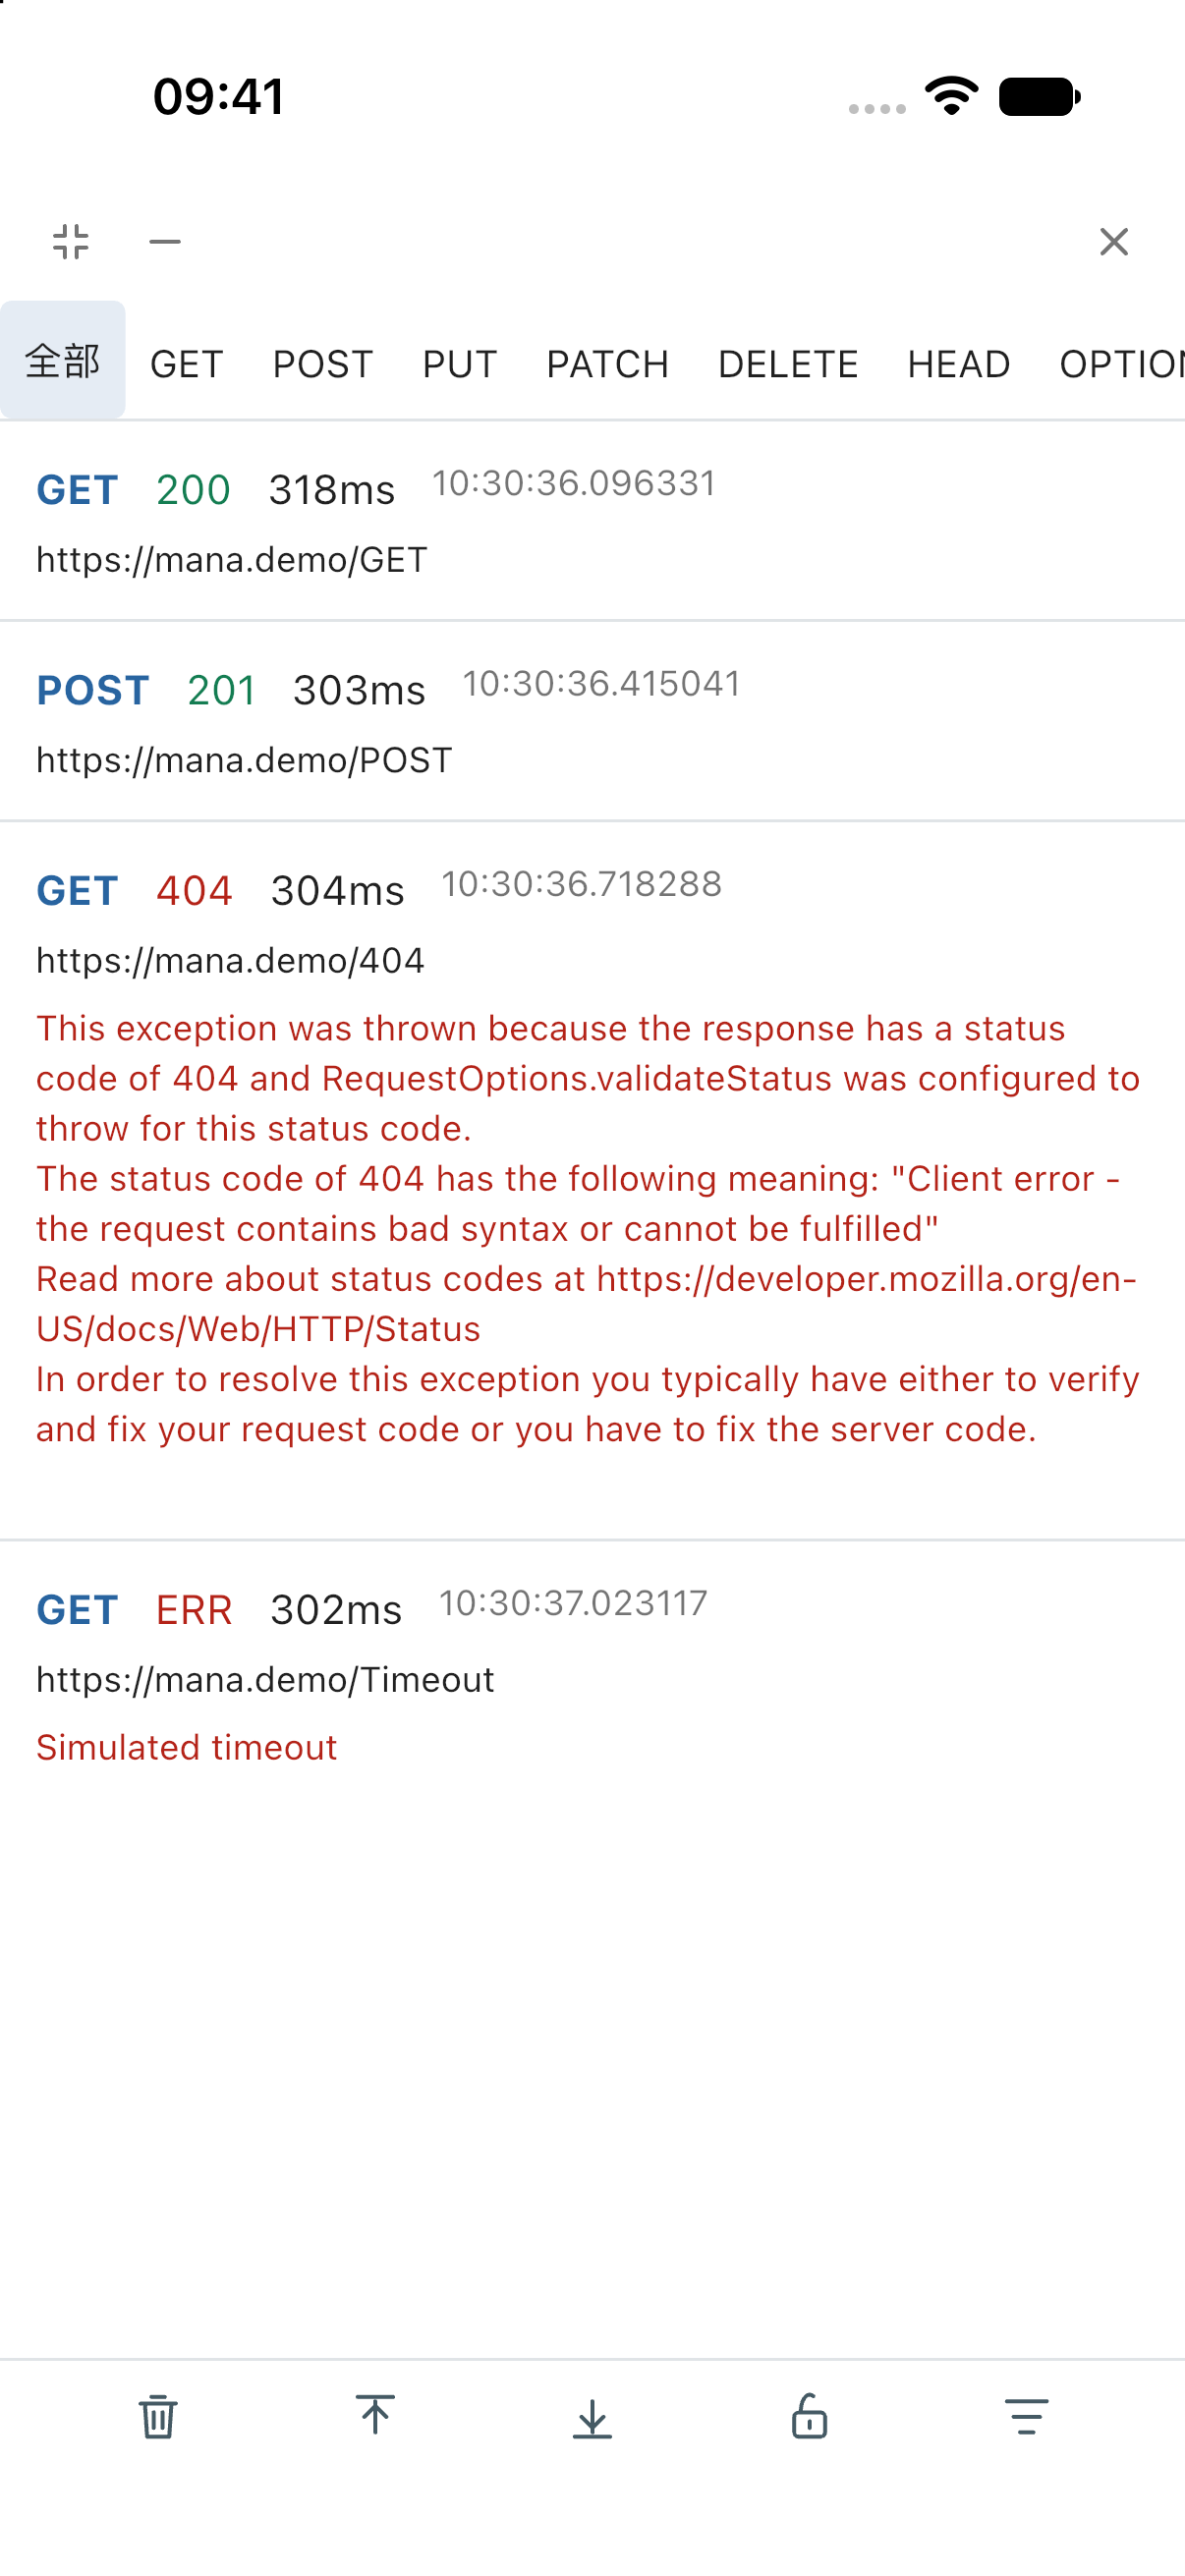 09:41
全部 GET POST PUT PATCH DELETE HEAD OPTION
GET 200 318ms 10:30:36.096331
https://mana.demo/GET
POST 201 303ms 10:30:36.415041
https://mana.demo/POST
GET 404 304ms 10:30:36.718288
https://mana.demo/404
This exception was thrown because the response has a status
code of 404 and RequestOptions.validateStatus was configured to
throw for this status code.
The status code of 404 has the following meaning: "Client error -
the request contains bad syntax or cannot be fulfilled"
Read more about status codes at https://developer.mozilla.org/en-
US/docs/Web/HTTP/Status
In order to resolve this exception you typically have either to verify
and fix your request code or you have to fix the server code.
GET ERR 302ms 10:30:37.023117
https://mana.demo/Timeout
Simulated timeout